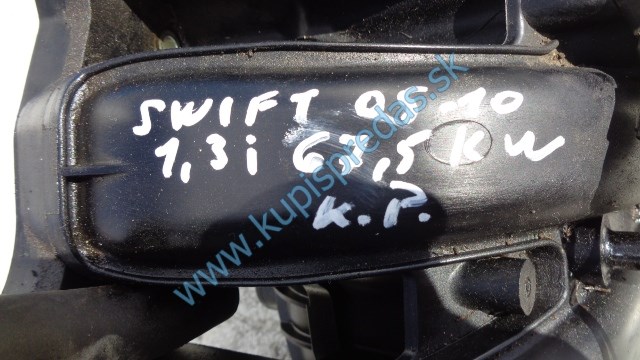 SWIFT 05-10
1,3i 67,5 KW
K.P.
www.kupispredas.sk